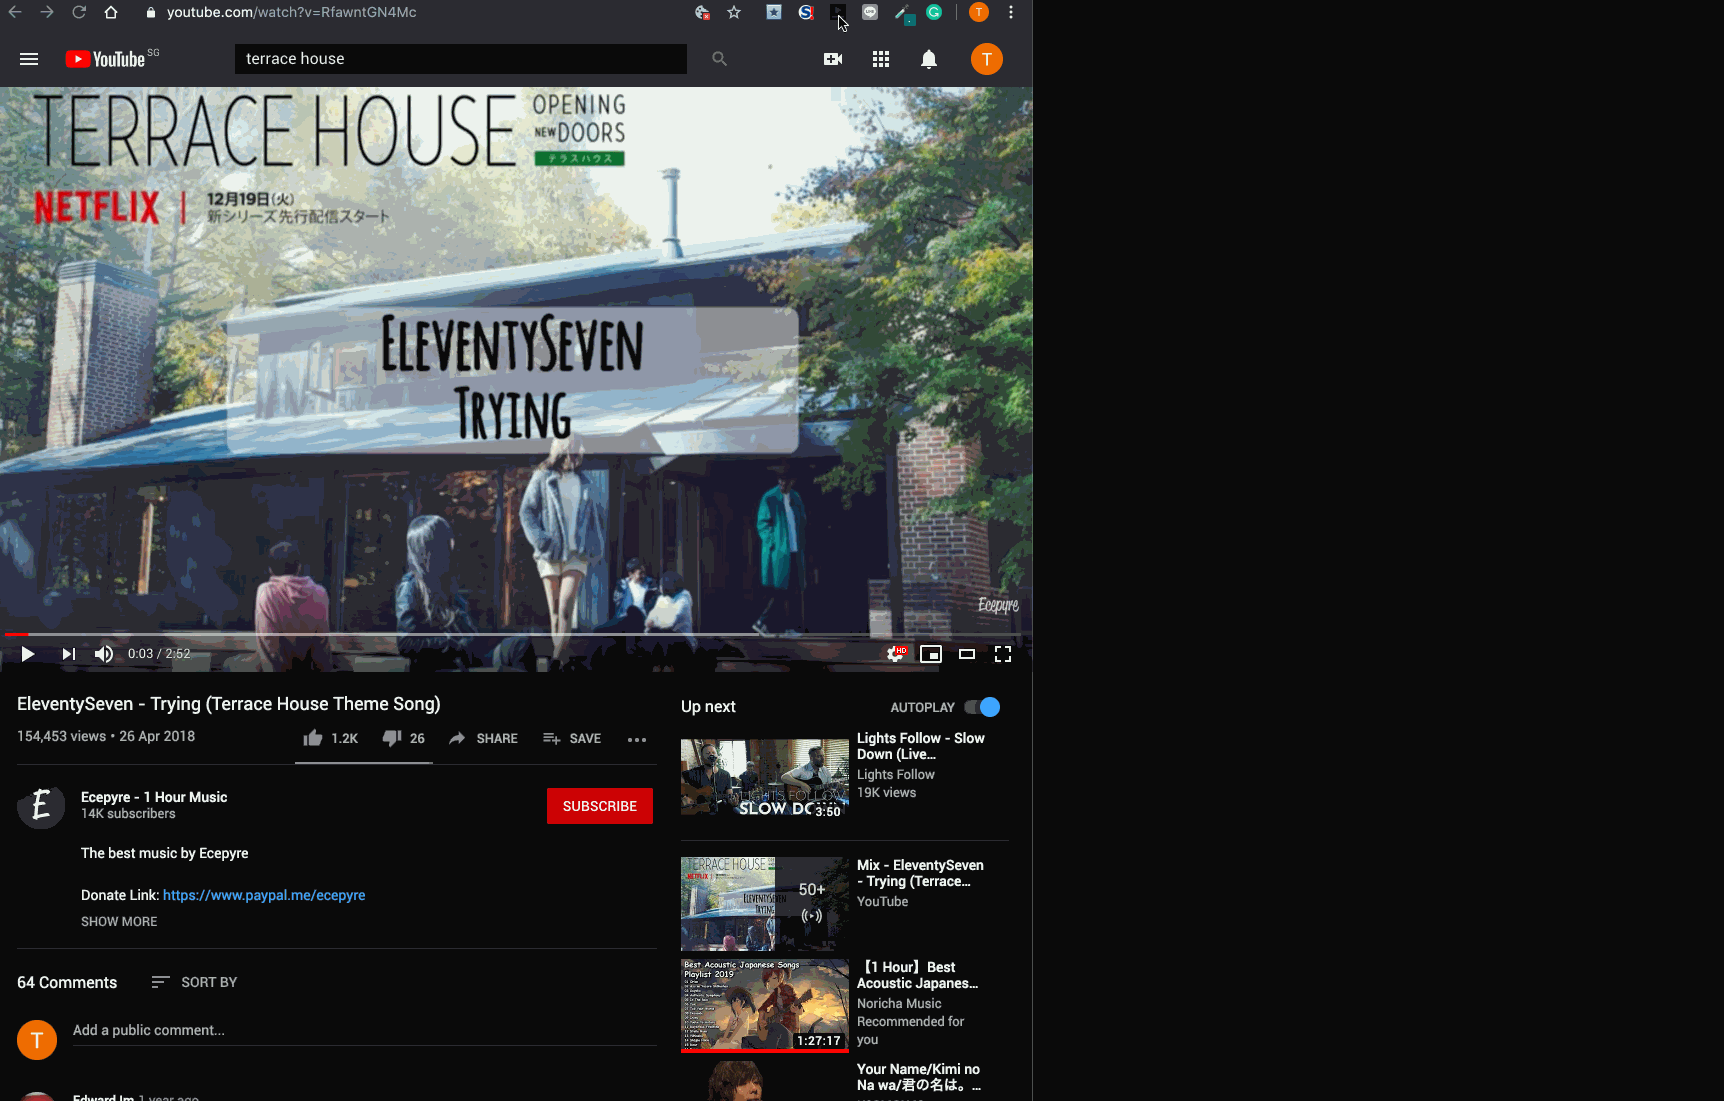 youtube.com/watch?v=RfawntGN4Mc
T
YouTube SG
terrace house
T
TERRACE HOUSE
OPENING
NEW DOORS
テラスハウス
NETFLIX
12月19日(火)
新シリーズ先行配信スタート
ELEVENTYSEVEN
TRYING
Ecepyre
0:03 / 2:52
HD
EleventySeven - Trying (Terrace House Theme Song)
154,453 views • 26 Apr 2018
1.2K
26
SHARE
SAVE
Ecepyre - 1 Hour Music
14K subscribers
SUBSCRIBE
The best music by Ecepyre
Donate Link: https://www.paypal.me/ecepyre
SHOW MORE
64 Comments
SORT BY
T
Add a public comment...
Edward Im 1 year ago
Up next
AUTOPLAY
LIGHTS FOLLOW
3:50
Lights Follow - Slow
Down (Live...
Lights Follow
19K views
TERRACE HOUSE
NETFLIX
ELEVENTYSEVEN
TRYING
50+
Mix - EleventySeven
- Trying (Terrace...
YouTube
Best Acoustic Japanese Songs
Playlist 2019
1:27:17
【1 Hour】Best
Acoustic Japanes...
Noricha Music
Recommended for
you
Your Name/Kimi no
Na wa/君の名は。...